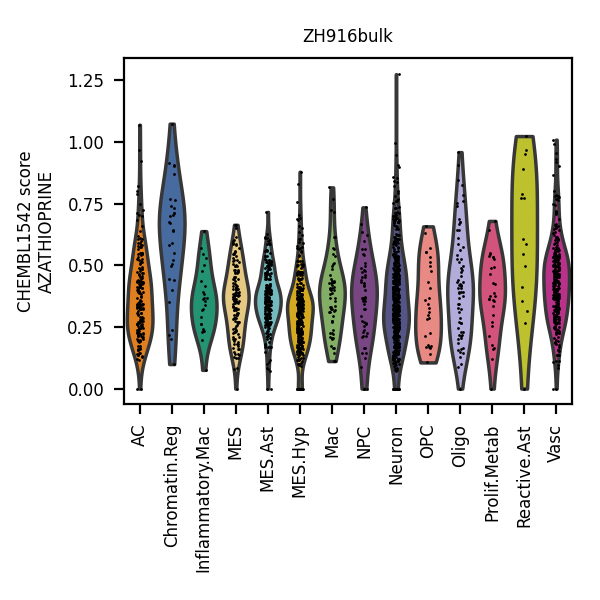 ZH916bulk
CHEMBL1542 score
AZATHIOPRINE
1.25
1.00
0.75
0.50
0.25
0.00
AC
Chromatin.Reg
Inflammatory.Mac
MES
MES.Ast
MES.Hyp
Mac
NPC
Neuron
OPC
Oligo
Prolif.Metab
Reactive.Ast
Vasc